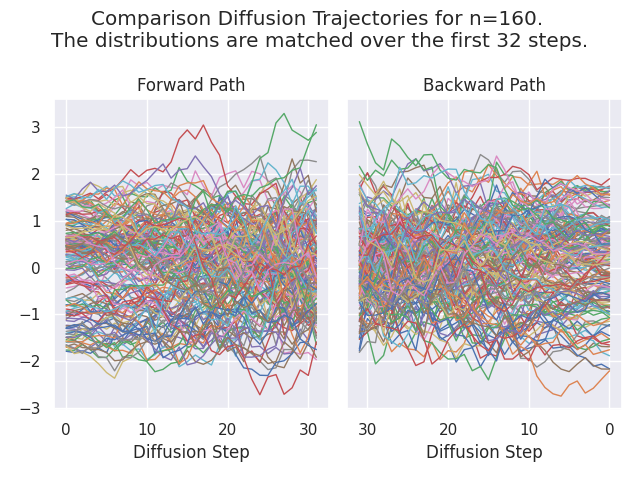 Comparison Diffusion Trajectories for n=160.
The distributions are matched over the first 32 steps.
Forward Path
Backward Path
3
2
1
0
−1
−2
−3
0 10 20 30
30 20 10 0
Diffusion Step
Diffusion Step